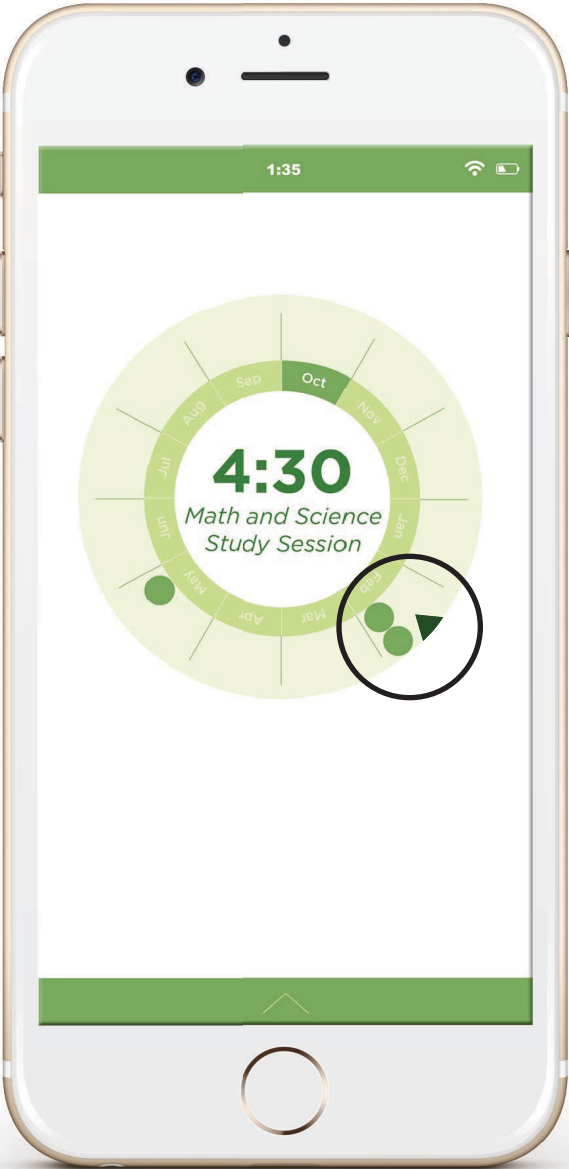 1:35
Sep
Oct
Nov
Dec
Jan
Feb
Mar
Apr
May
Jun
Jul
Aug
4:30
Math and Science
Study Session